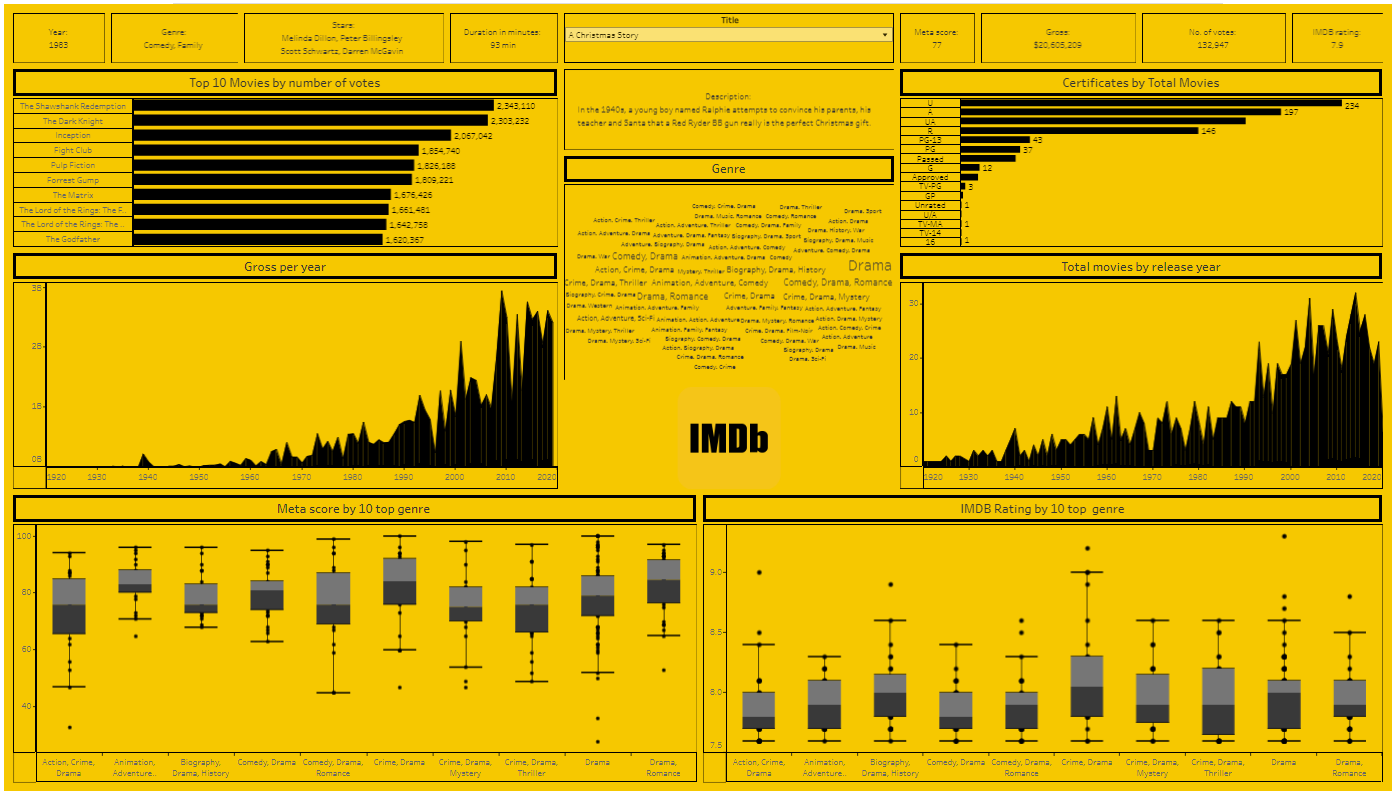 Year:
1983
Genre:
Comedy, Family
Stars:
Melinda Dillon, Peter Billingsley
Scott Schwartz, Darren McGavin
Duration in minutes:
93 min
Title
A Christmas Story
Meta score:
77
Gross:
$20,605,209
No. of votes:
132,947
IMDB rating:
7.9
Top 10 Movies by number of votes
The Shawshank Redemption 2,343,110
The Dark Knight 2,303,232
Inception 2,067,042
Fight Club 1,854,740
Pulp Fiction 1,826,188
Forrest Gump 1,809,221
The Matrix 1,676,426
The Lord of the Rings: The F.. 1,661,481
The Lord of the Rings: The .. 1,642,758
The Godfather 1,620,367
Description:
In the 1940s, a young boy named Ralphie attempts to convince his parents, his
teacher and Santa that a Red Ryder BB gun really is the perfect Christmas gift.
Certificates by Total Movies
U 234
A 197
UA
R 146
PG-13 43
PG 37
Passed
G 12
Approved
TV-PG 3
GP
Unrated 1
U/A
TV-MA 1
TV-14
16 1
Genre
Comedy, Crime, Drama
Drama, Thriller
Drama, Sport
Action, Crime, Thriller
Drama, Music, Romance
Comedy, Romance
Action, Drama
Action, Adventure, Thriller
Comedy, Drama, Family
Drama, History, War
Action, Adventure, Drama
Adventure, Drama, Fantasy
Biography, Drama, Sport
Biography, Drama, Music
Adventure, Biography, Drama
Action, Adventure, Comedy
Adventure, Comedy, Drama
Drama, War
Comedy, Drama
Animation, Adventure, Drama
Comedy
Drama
Action, Crime, Drama
Mystery, Thriller
Biography, Drama, History
Crime, Drama, Thriller
Animation, Adventure, Comedy
Comedy, Drama, Romance
Biography, Crime, Drama
Drama, Romance
Crime, Drama
Crime, Drama, Mystery
Drama, Western
Animation, Adventure, Family
Adventure, Family, Fantasy
Action, Adventure, Fantasy
Action, Adventure, Sci-Fi
Animation, Action, Adventure
Drama, Mystery, Romance
Action, Drama, Mystery
Drama, Mystery, Thriller
Animation, Family, Fantasy
Crime, Drama, Film-Noir
Action, Comedy, Crime
Drama, Mystery, Sci-Fi
Biography, Comedy, Drama
Comedy, Drama, War
Action, Adventure
Action, Biography, Drama
Biography, Drama
Drama, Music
Crime, Drama, Romance
Drama, Sci-Fi
Comedy, Crime
IMDb
Gross per year
3B
2B
1B
0B
1920 1930 1940 1950 1960 1970 1980 1990 2000 2010 2020
Total movies by release year
30
20
10
0
1920 1930 1940 1950 1960 1970 1980 1990 2000 2010 2020
Meta score by 10 top genre
100
80
60
40
Action, Crime,
Drama
Animation,
Adventure..
Biography,
Drama, History
Comedy, Drama
Comedy, Drama,
Romance
Crime, Drama
Crime, Drama,
Mystery
Crime, Drama,
Thriller
Drama
Drama,
Romance
IMDB Rating by 10 top genre
9.0
8.5
8.0
7.5
Action, Crime,
Drama
Animation,
Adventure..
Biography,
Drama, History
Comedy, Drama
Comedy, Drama,
Romance
Crime, Drama
Crime, Drama,
Mystery
Crime, Drama,
Thriller
Drama
Drama,
Romance